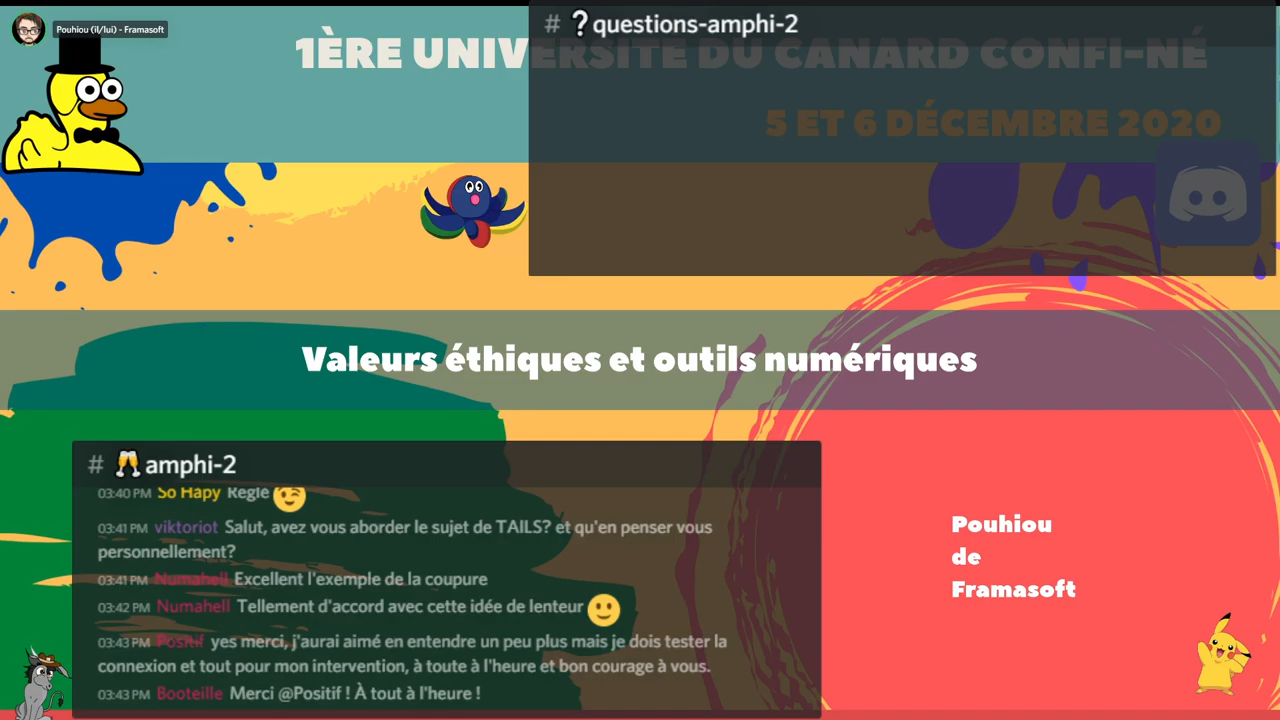 Pouhiou (il/lui) - Framasoft
# ❓questions-amphi-2
1ÈRE UNIVERSITÉ DU CANARD CONFI-NÉ
5 ET 6 DÉCEMBRE 2020
Valeurs éthiques et outils numériques
# 🥂amphi-2
03:40 PM So Hapy Reglé 😉
03:41 PM viktoriot Salut, avez vous aborder le sujet de TAILS? et qu'en penser vous
personnellement?
03:41 PM Numahell Excellent l'exemple de la coupure
03:42 PM Numahell Tellement d'accord avec cette idée de lenteur 🙂
03:43 PM Positif yes merci, j'aurai aimé en entendre un peu plus mais je dois tester la
connexion et tout pour mon intervention, à toute à l'heure et bon courage à vous.
03:43 PM Booteille Merci @Positif ! À tout à l'heure !
Pouhiou
de
Framasoft